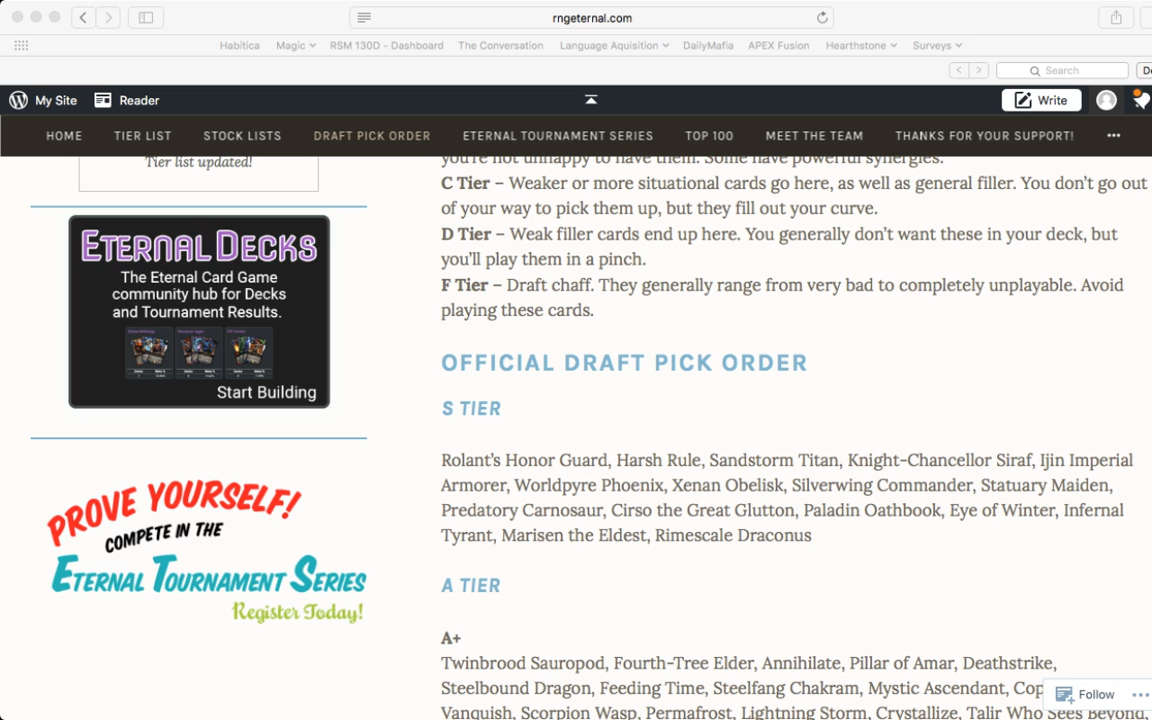 rngeternal.com
Habitica Magic RSM 130D - Dashboard The Conversation Language Aquisition DailyMafia APEX Fusion Hearthstone Surveys
Search
My Site Reader Write
HOME TIER LIST STOCK LISTS DRAFT PICK ORDER ETERNAL TOURNAMENT SERIES TOP 100 MEET THE TEAM THANKS FOR YOUR SUPPORT!
Tier list updated!
ETERNAL DECKS
The Eternal Card Game
community hub for Decks
and Tournament Results.
Start Building
PROVE YOURSELF!
COMPETE IN THE
ETERNAL TOURNAMENT SERIES
Register Today!
you're not unhappy to have them. Some have powerful synergies.
C Tier – Weaker or more situational cards go here, as well as general filler. You don't go out
of your way to pick them up, but they fill out your curve.
D Tier – Weak filler cards end up here. You generally don't want these in your deck, but
you'll play them in a pinch.
F Tier – Draft chaff. They generally range from very bad to completely unplayable. Avoid
playing these cards.
OFFICIAL DRAFT PICK ORDER
S TIER
Rolant's Honor Guard, Harsh Rule, Sandstorm Titan, Knight-Chancellor Siraf, Ijin Imperial
Armorer, Worldpyre Phoenix, Xenan Obelisk, Silverwing Commander, Statuary Maiden,
Predatory Carnosaur, Cirso the Great Glutton, Paladin Oathbook, Eye of Winter, Infernal
Tyrant, Marisen the Eldest, Rimescale Draconus
A TIER
A+
Twinbrood Sauropod, Fourth-Tree Elder, Annihilate, Pillar of Amar, Deathstrike,
Steelbound Dragon, Feeding Time, Steelfang Chakram, Mystic Ascendant,
Vanquish, Scorpion Wasp, Permafrost, Lightning Storm, Crystallize, Talir Who Sees Beyond,
Follow